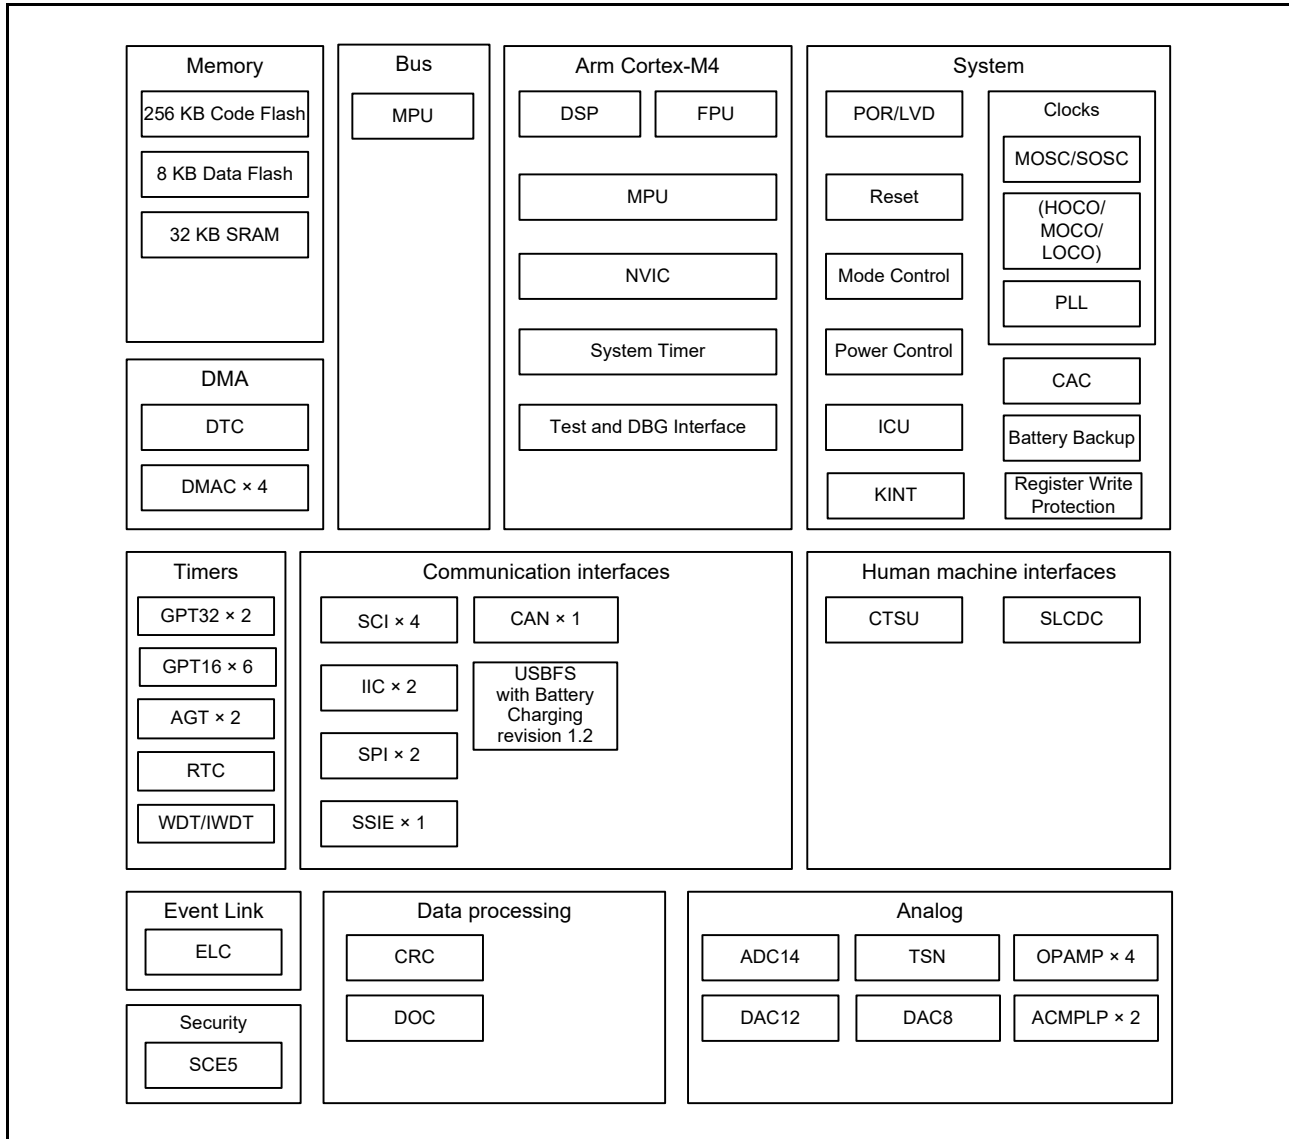 Memory
256 KB Code Flash
8 KB Data Flash
32 KB SRAM
DMA
DTC
DMAC × 4
Bus
MPU
Arm Cortex-M4
DSP
FPU
MPU
NVIC
System Timer
Test and DBG Interface
System
POR/LVD
Reset
Mode Control
Power Control
ICU
KINT
Clocks
MOSC/SOSC
(HOCO/
MOCO/
LOCO)
PLL
CAC
Battery Backup
Register Write
Protection
Timers
GPT32 × 2
GPT16 × 6
AGT × 2
RTC
WDT/IWDT
Communication interfaces
SCI × 4
IIC × 2
SPI × 2
SSIE × 1
CAN × 1
USBFS
with Battery
Charging
revision 1.2
Human machine interfaces
CTSU
SLCDC
Event Link
ELC
Security
SCE5
Data processing
CRC
DOC
Analog
ADC14
TSN
OPAMP × 4
DAC12
DAC8
ACMPLP × 2